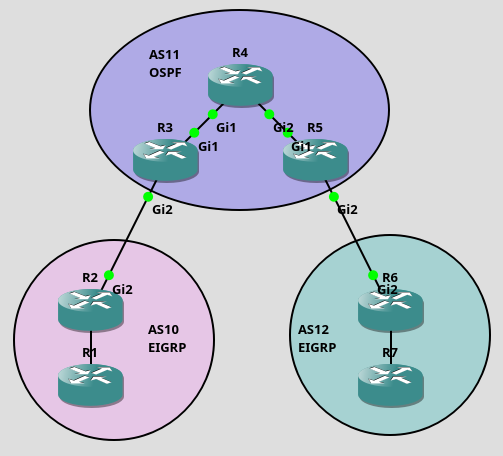 R4
AS11
OSPF
R3
Gi1
Gi2
R5
Gi1
Gi1
Gi2
Gi2
R2
Gi2
R6
Gi2
AS10
EIGRP
AS12
EIGRP
R1
R7